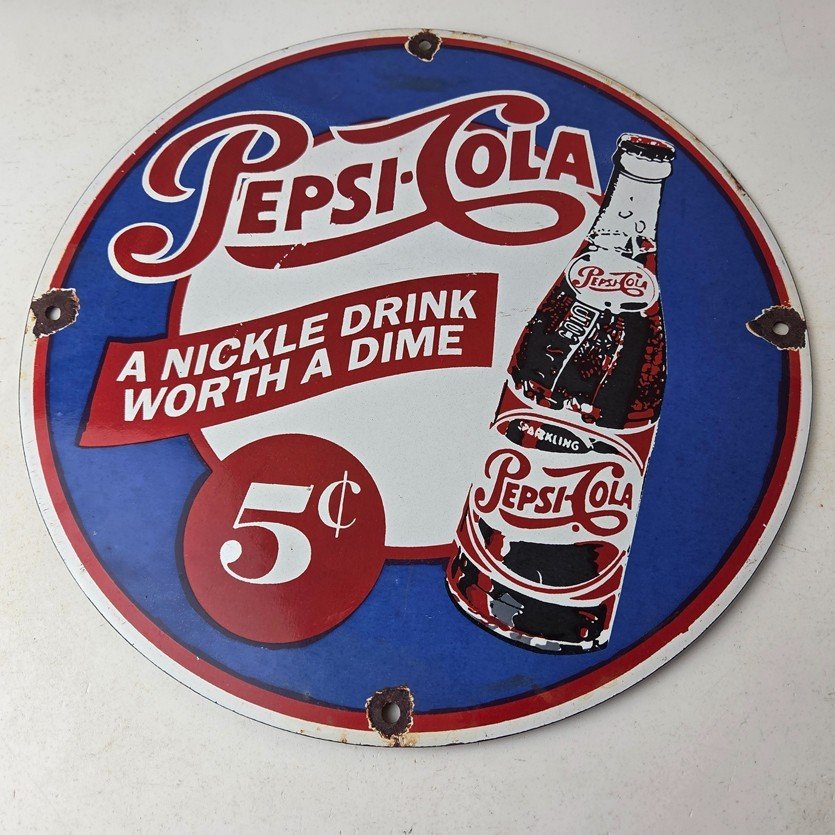 PEPSI-COLA
A NICKLE DRINK
WORTH A DIME
5¢
PEPSI-COLA
SPARKLING
PEPSI-COLA